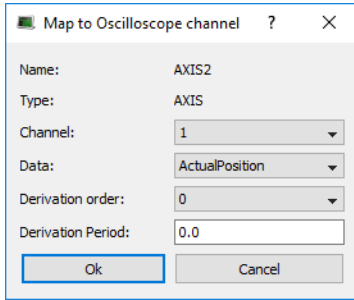 Map to Oscilloscope channel ?
Name: AXIS2
Type: AXIS
Channel: 1
Data: ActualPosition
Derivation order: 0
Derivation Period: 0.0
Ok Cancel